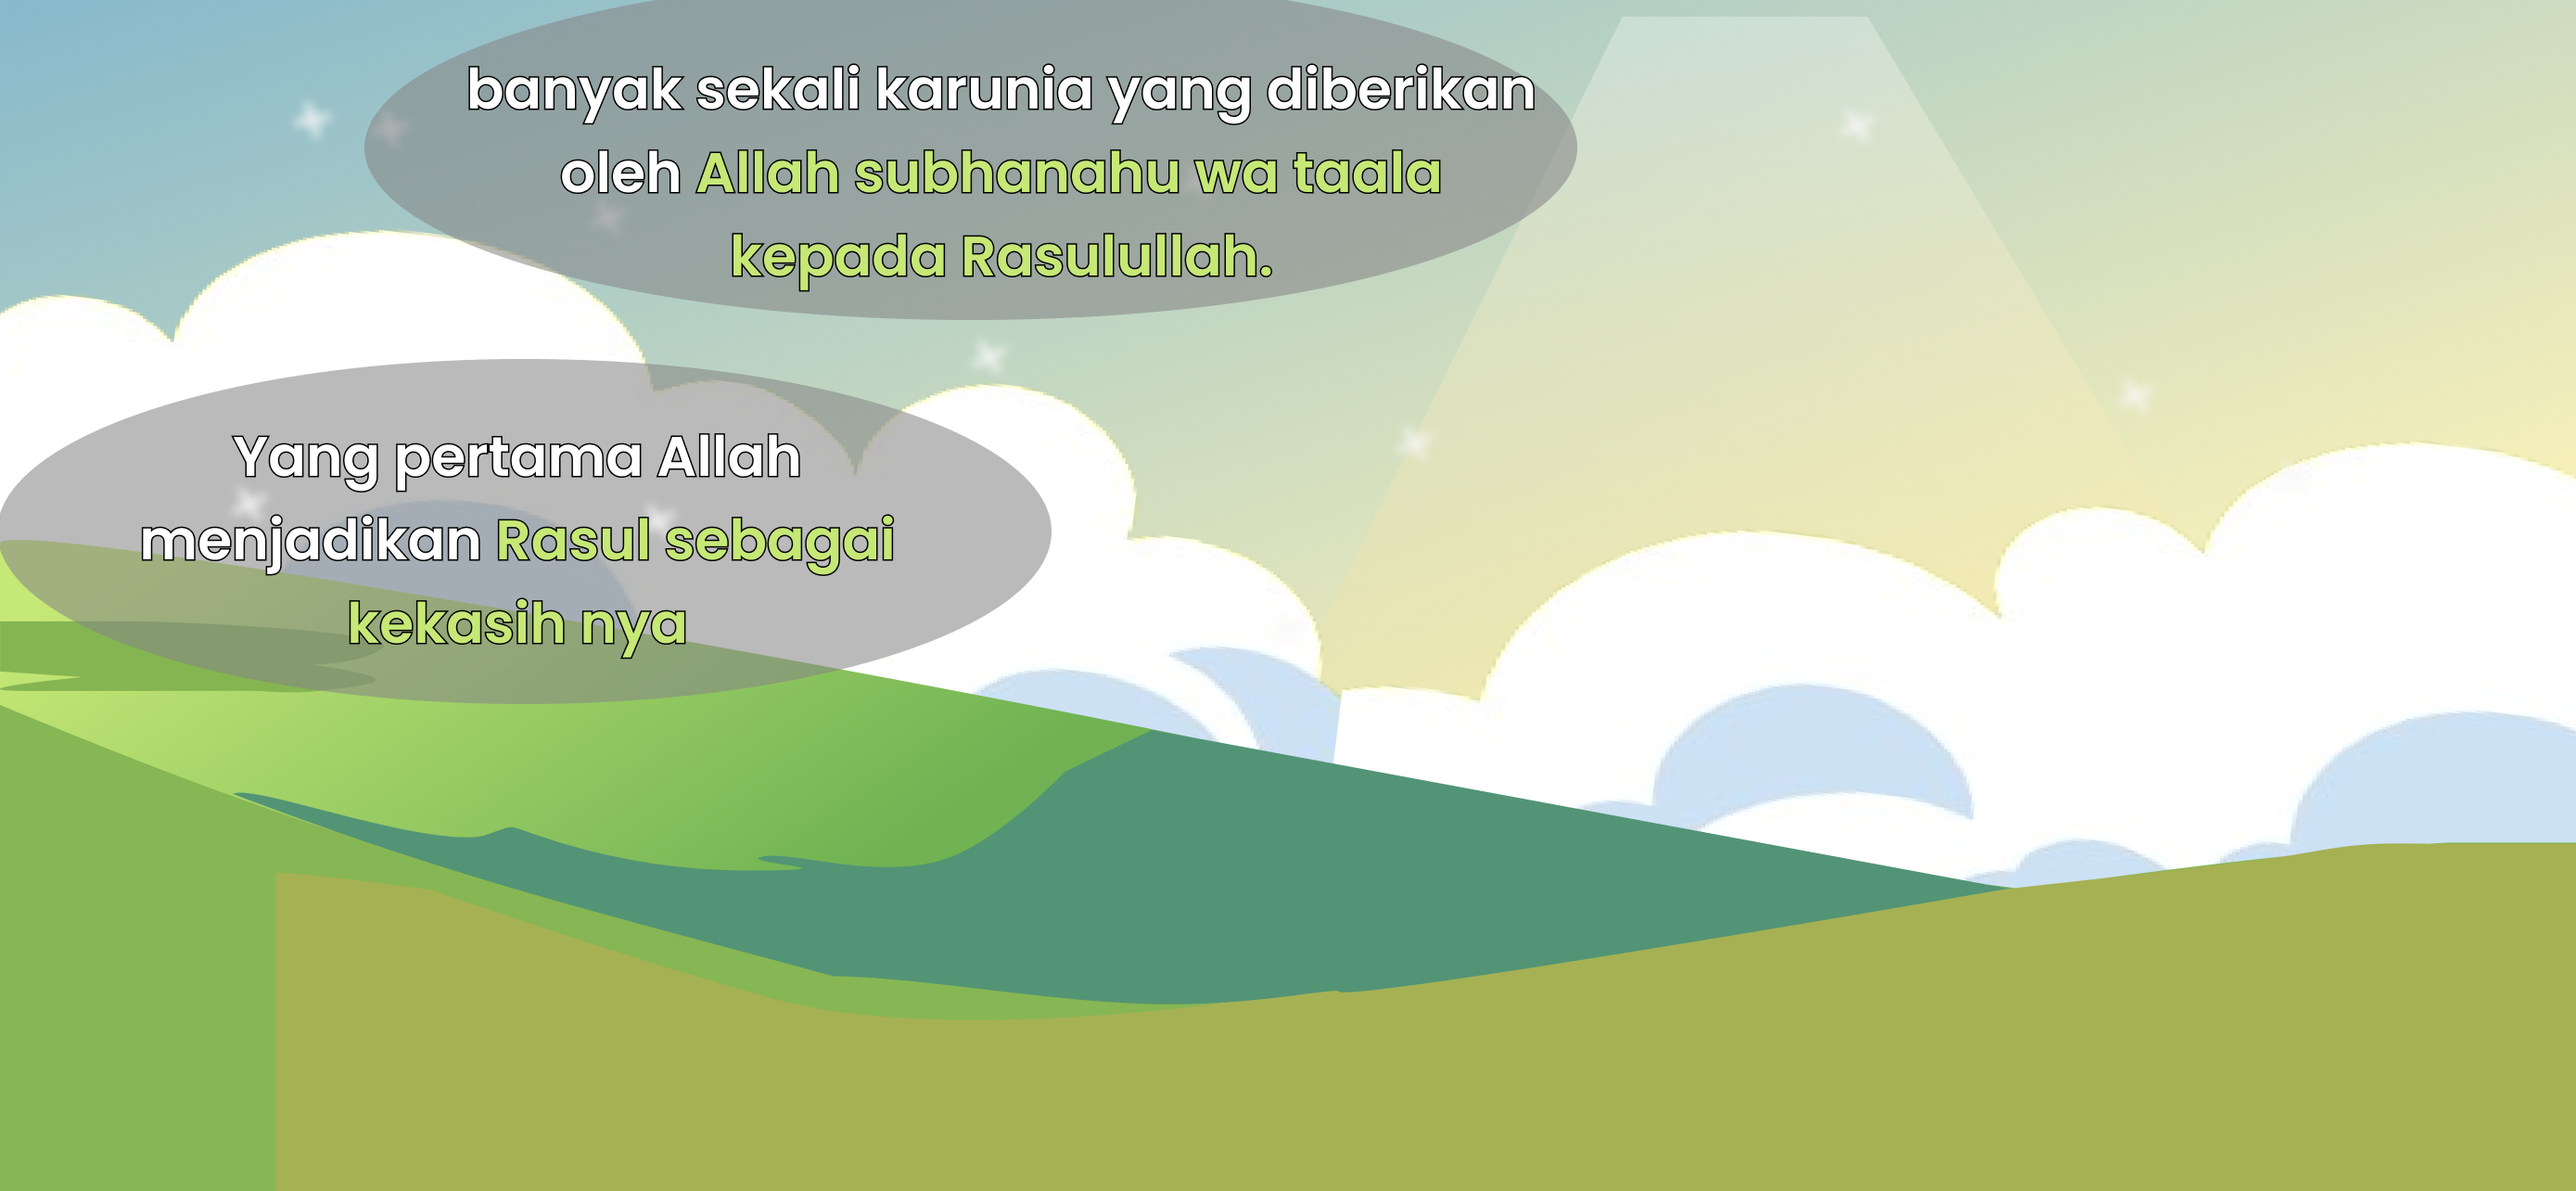 banyak sekali karunia yang diberikan
oleh Allah subhanahu wa taala
kepada Rasulullah.
Yang pertama Allah
menjadikan Rasul sebagai
kekasih nya